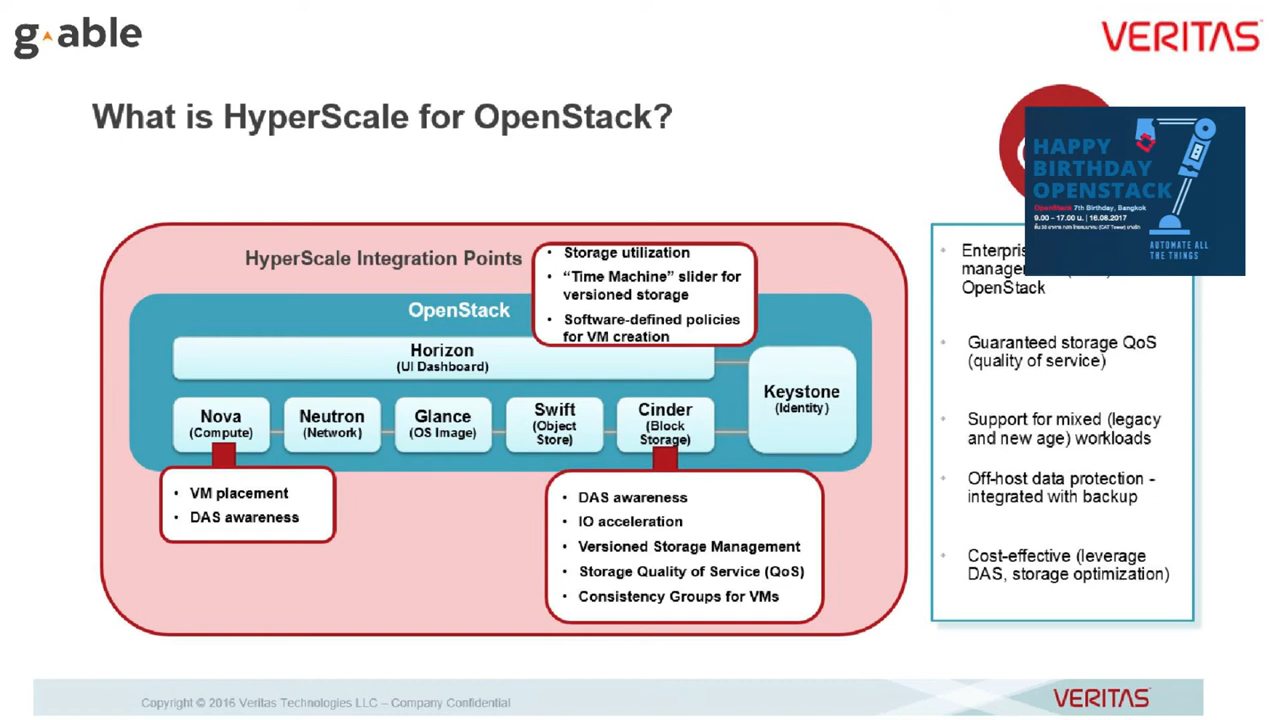 g able
VERITAS
What is HyperScale for OpenStack?
HAPPY
BIRTHDAY
OPENSTACK
OpenStack 7th Birthday, Bangkok
9.00 - 17.00 น. | 16.08.2017
AUTOMATE ALL
THE THINGS
HyperScale Integration Points
• Storage utilization
• “Time Machine” slider for
versioned storage
• Software-defined policies
for VM creation
OpenStack
Horizon
(UI Dashboard)
Keystone
(Identity)
Nova
(Compute)
Neutron
(Network)
Glance
(OS Image)
Swift
(Object
Store)
Cinder
(Block
Storage)
• VM placement
• DAS awareness
• DAS awareness
• IO acceleration
• Versioned Storage Management
• Storage Quality of Service (QoS)
• Consistency Groups for VMs
OpenStack
Guaranteed storage QoS
(quality of service)
Support for mixed (legacy
and new age) workloads
Off-host data protection -
integrated with backup
Cost-effective (leverage
DAS, storage optimization)
Copyright © 2016 Veritas Technologies LLC – Company Confidential
VERITAS